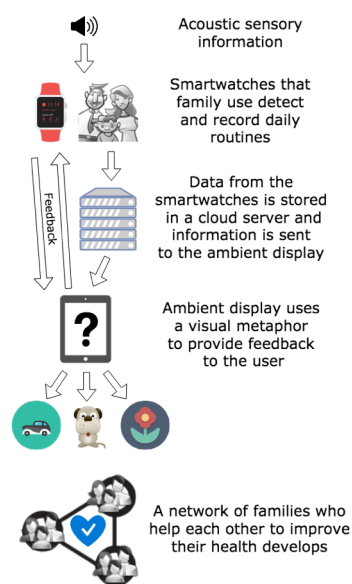 Acoustic sensory
information
Smartwatches that
family use detect
and record daily
routines
Feedback
Data from the
smartwatches is stored
in a cloud server and
information is sent
to the ambient display
?
Ambient display uses
a visual metaphor
to provide feedback
to the user
A network of families who
help each other to improve
their health develops